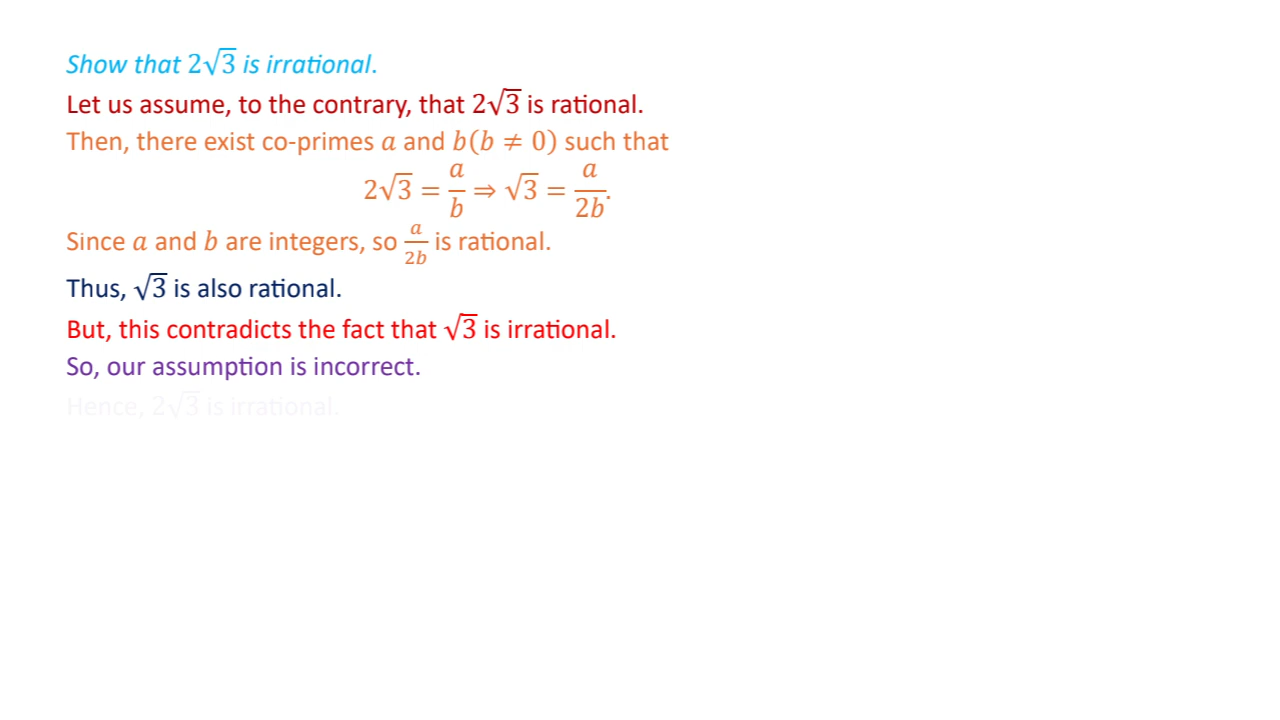 Show that 2√3 is irrational.
Let us assume, to the contrary, that 2√3 is rational.
Then, there exist co-primes a and b(b ≠ 0) such that
2√3 = a/b ⇒ √3 = a/2b.
Since a and b are integers, so a/2b is rational.
Thus, √3 is also rational.
But, this contradicts the fact that √3 is irrational.
So, our assumption is incorrect.
Hence, 2√3 is irrational.